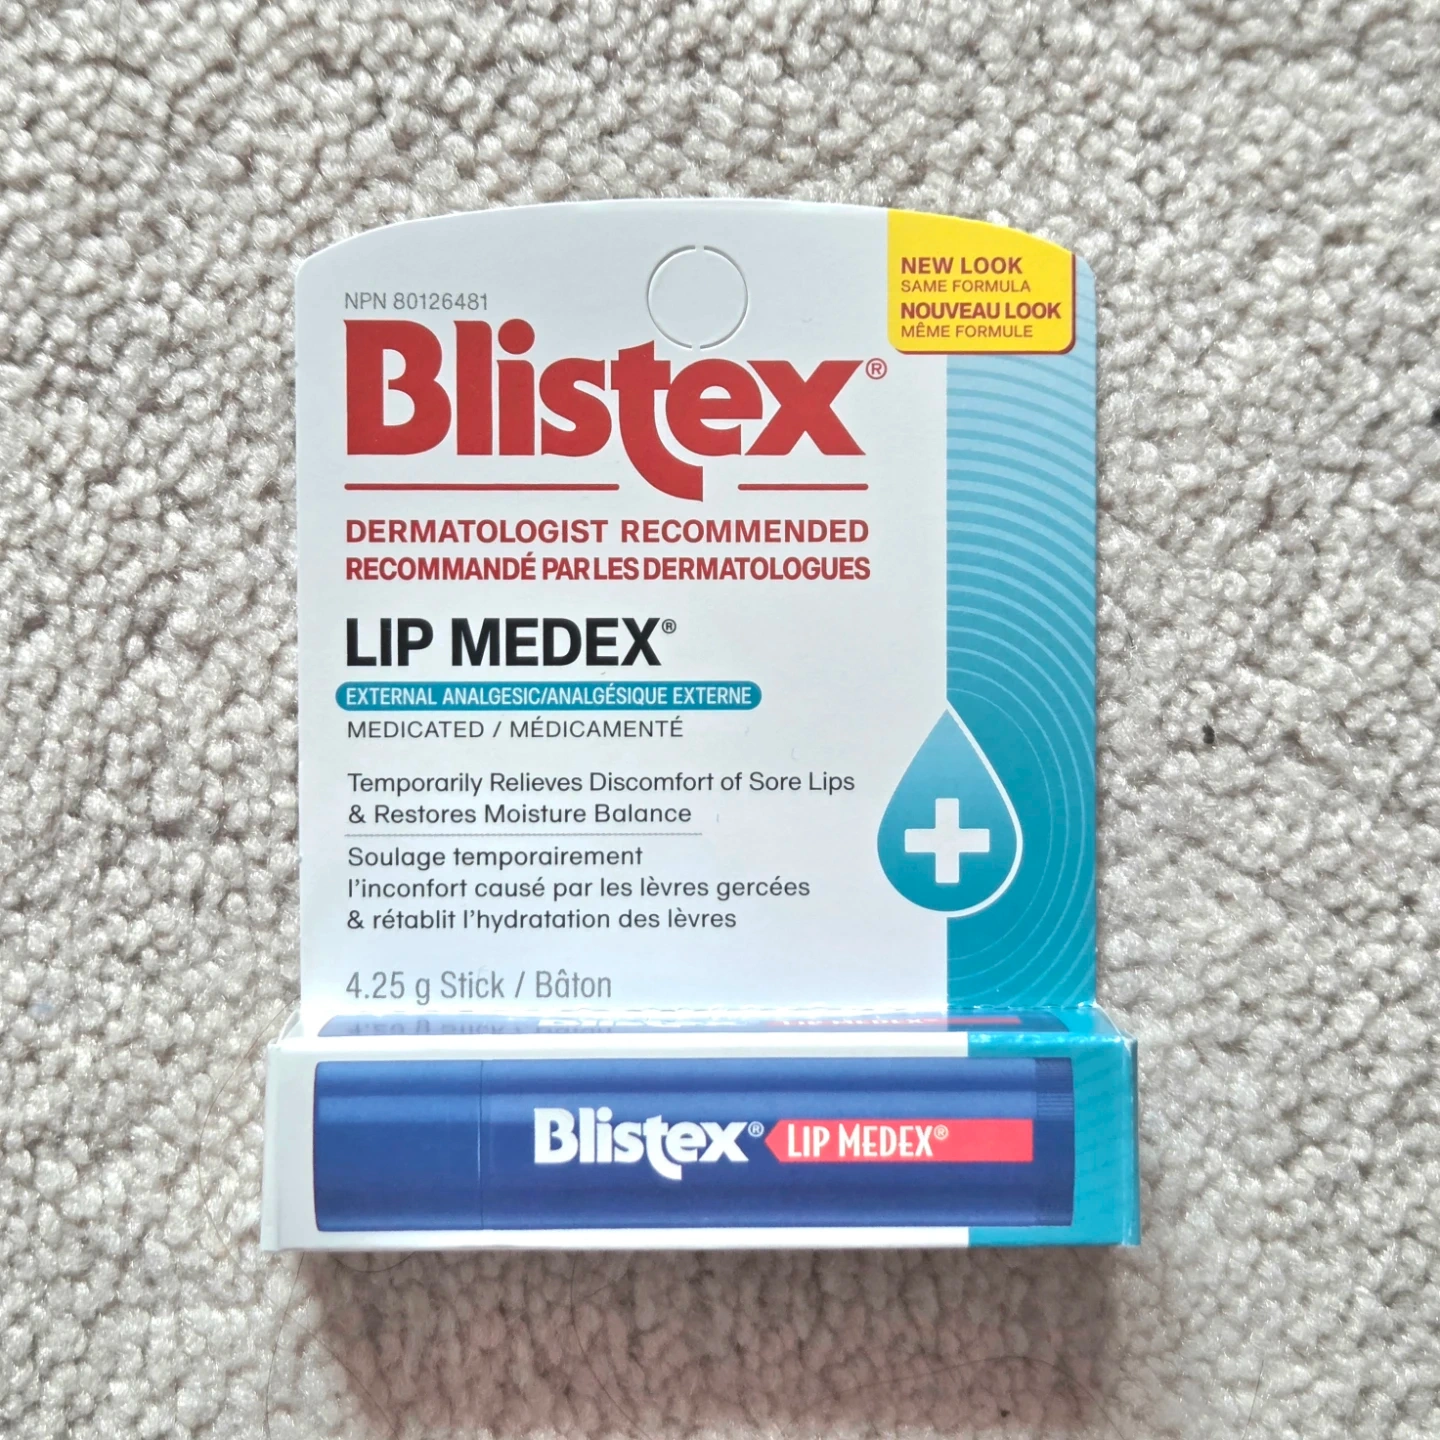 NPN 80126481
Blistex®
NEW LOOK
SAME FORMULA
NOUVEAU LOOK
MÊME FORMULE
DERMATOLOGIST RECOMMENDED
RECOMMANDÉ PAR LES DERMATOLOGUES
LIP MEDEX®
EXTERNAL ANALGESIC/ANALGÉSIQUE EXTERNE
MEDICATED / MÉDICAMENTÉ
Temporarily Relieves Discomfort of Sore Lips
& Restores Moisture Balance
Soulage temporairement
l'inconfort causé par les lèvres gercées
& rétablit l'hydratation des lèvres
4.25 g Stick / Bâton
LIP MEDEX®
Blistex® LIP MEDEX®